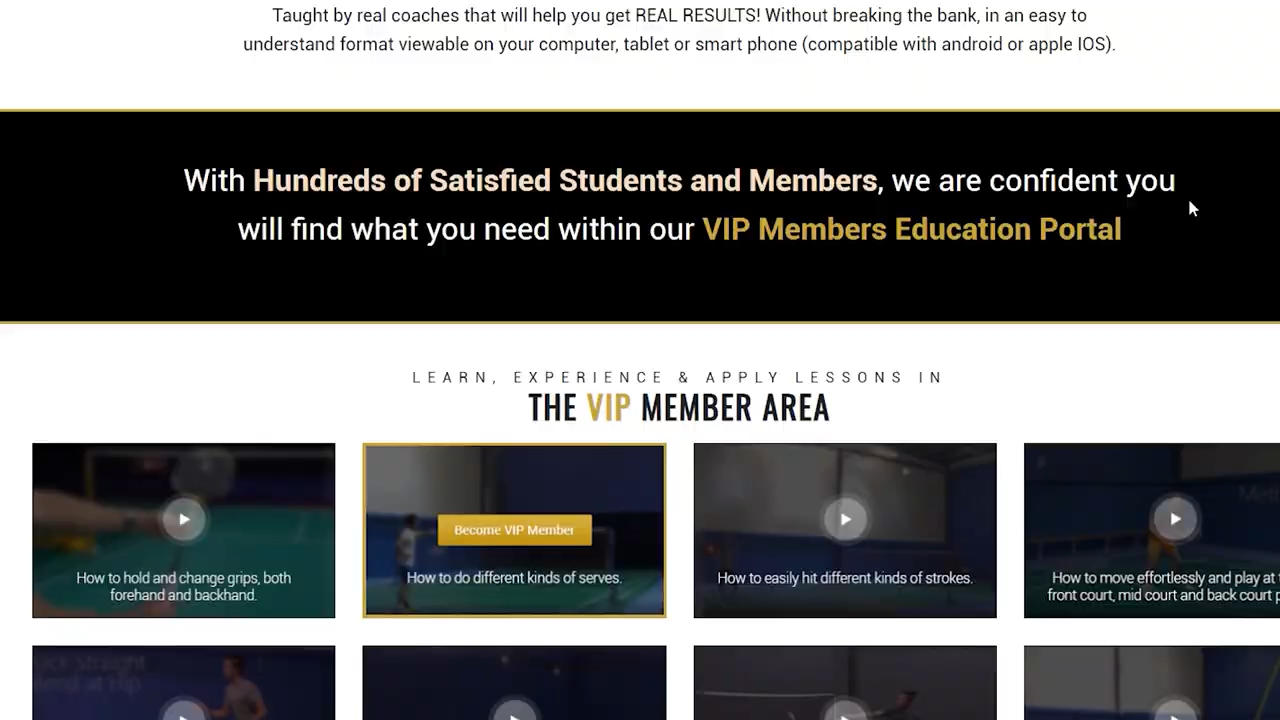 Taught by real coaches that will help you get REAL RESULTS! Without breaking the bank, in an easy to
understand format viewable on your computer, tablet or smart phone (compatible with android or apple IOS).
With Hundreds of Satisfied Students and Members, we are confident you
will find what you need within our VIP Members Education Portal
LEARN, EXPERIENCE & APPLY LESSONS IN
THE VIP MEMBER AREA
How to hold and change grips, both
forehand and backhand.
Become VIP Member
How to do different kinds of serves.
How to easily hit different kinds of strokes.
How to move effortlessly and play at
front court, mid court and back court